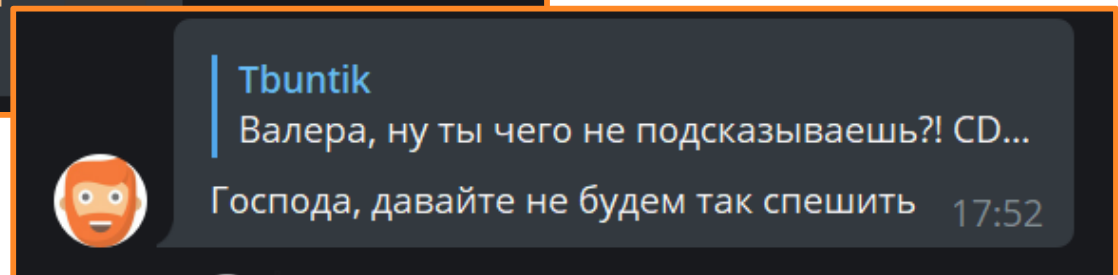 Tbuntik
Валера, ну ты чего не подсказываешь?! CD...
Господа, давайте не будем так спешить
17:52